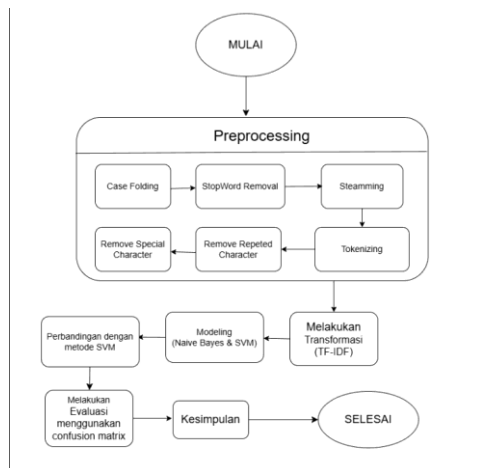 MULAI
Preprocessing
Case Folding
StopWord Removal
Steamming
Tokenizing
Remove Repeted
Character
Remove Special
Character
Melakukan
Transformasi
(TF-IDF)
Modeling
(Naive Bayes & SVM)
Perbandingan dengan
metode SVM
Melakukan
Evaluasi
menggunakan
confusion matrix
Kesimpulan
SELESAI